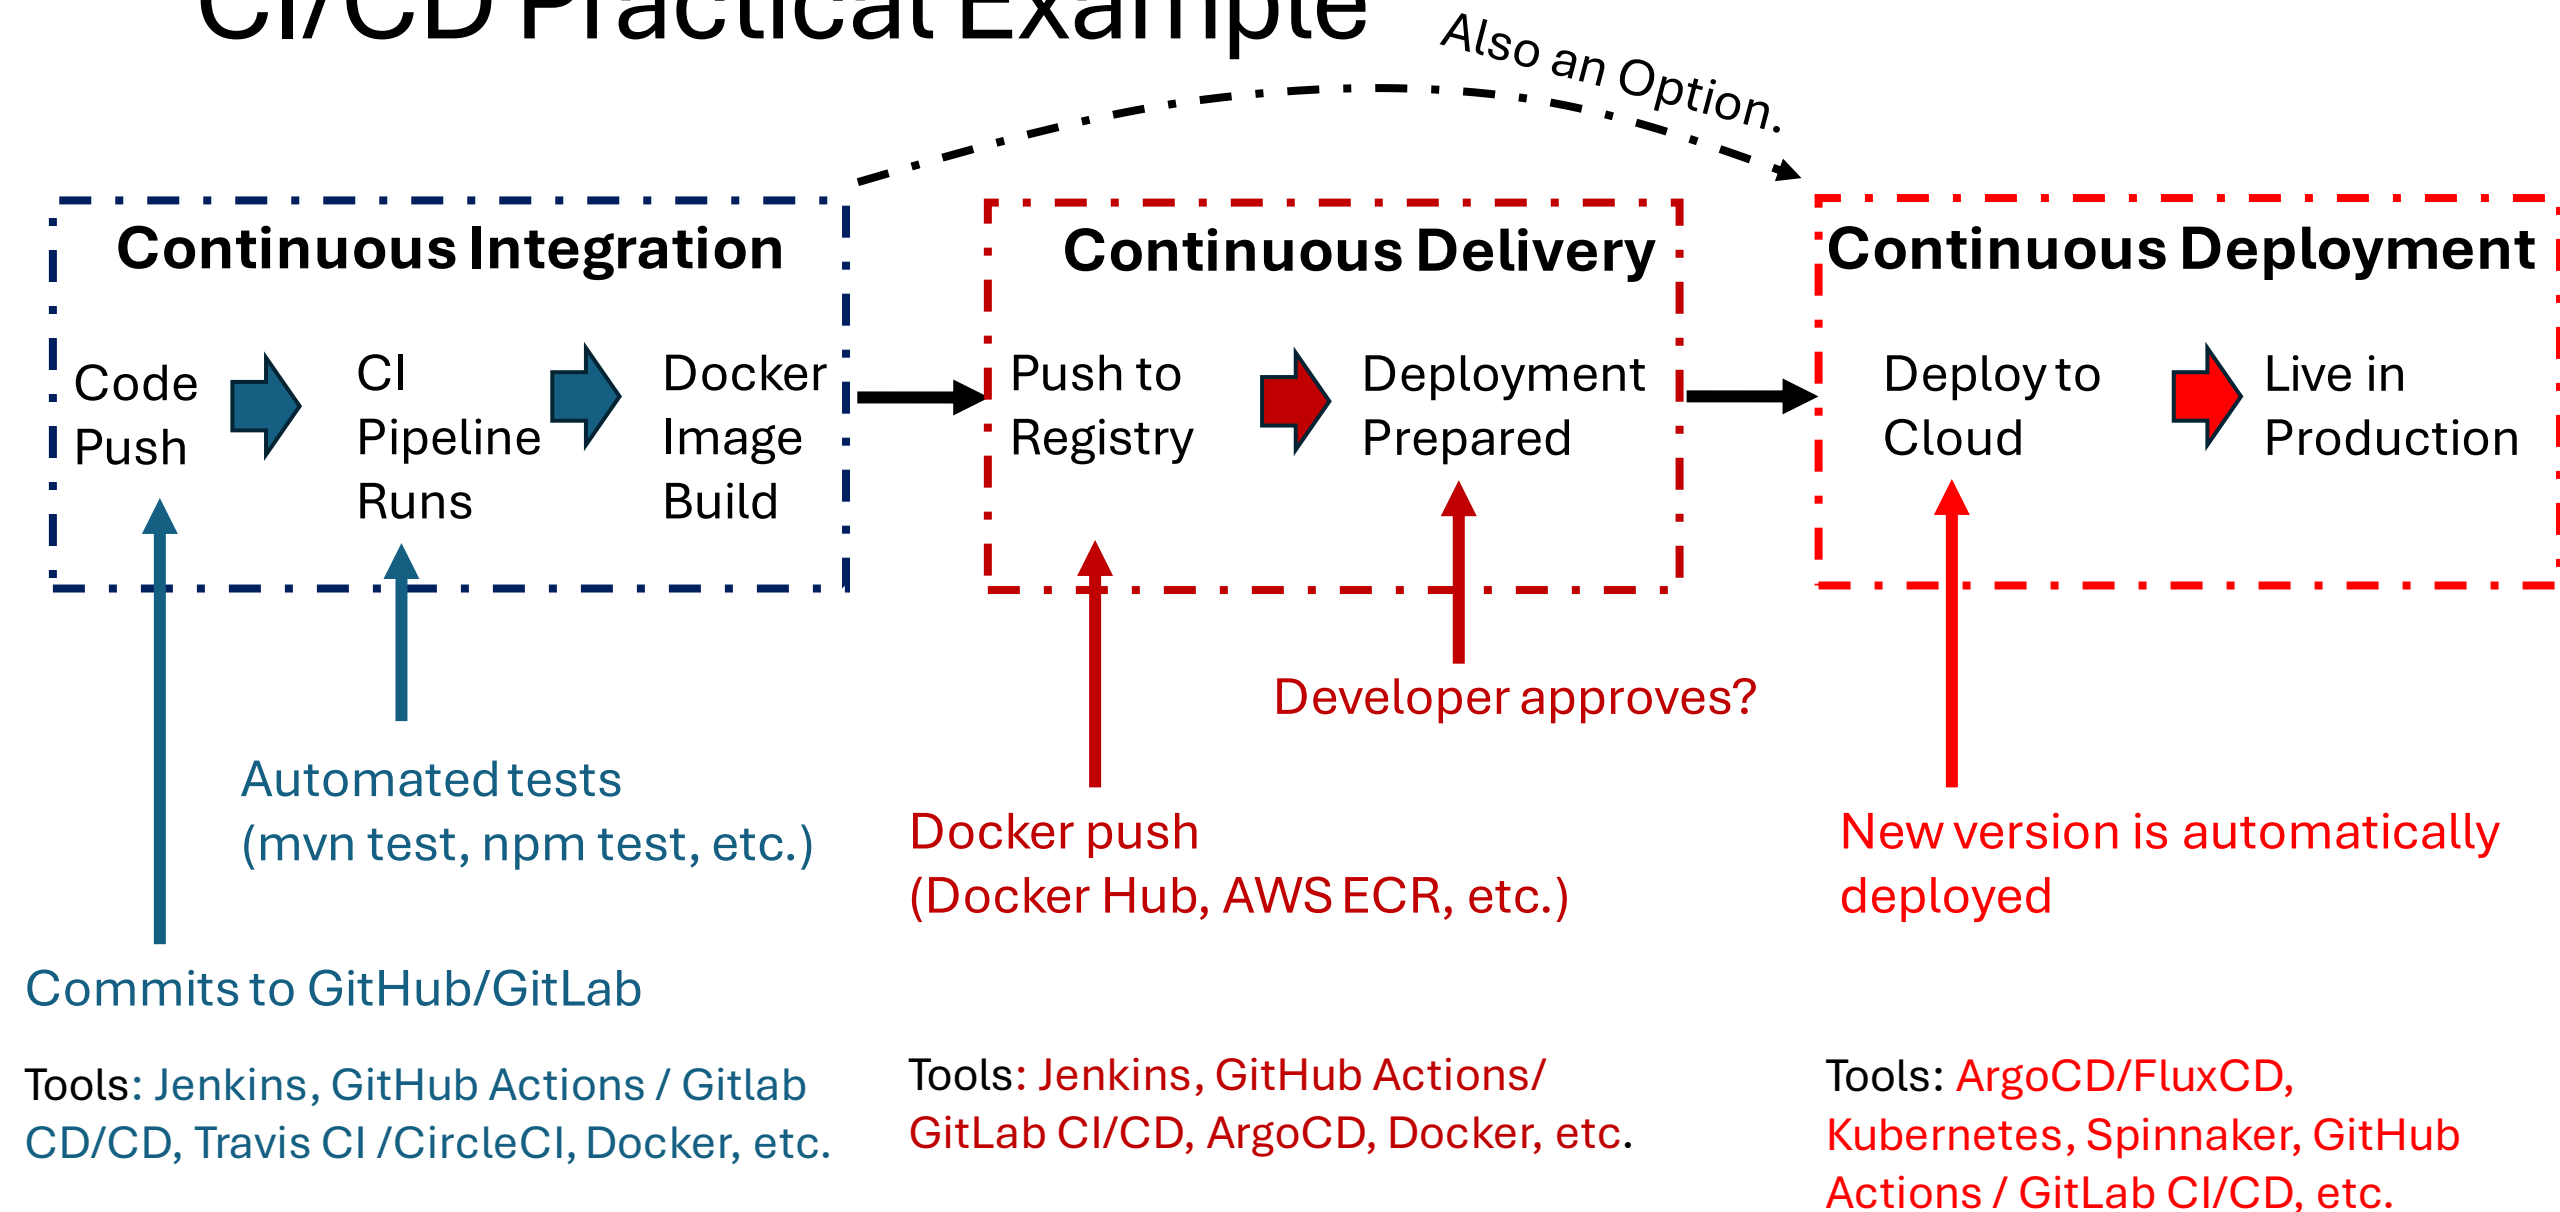 CI/CD Practical Example
Also an Option.
Continuous Integration
Code
Push
CI
Pipeline
Runs
Docker
Image
Build
Continuous Delivery
Push to
Registry
Deployment
Prepared
Continuous Deployment
Deploy to
Cloud
Live in
Production
Automated tests
(mvn test, npm test, etc.)
Commits to GitHub/GitLab
Developer approves?
Docker push
(Docker Hub, AWS ECR, etc.)
New version is automatically
deployed
Tools: Jenkins, GitHub Actions / Gitlab
CD/CD, Travis CI /CircleCI, Docker, etc.
Tools: Jenkins, GitHub Actions/
GitLab CI/CD, ArgoCD, Docker, etc.
Tools: ArgoCD/FluxCD,
Kubernetes, Spinnaker, GitHub
Actions / GitLab CI/CD, etc.